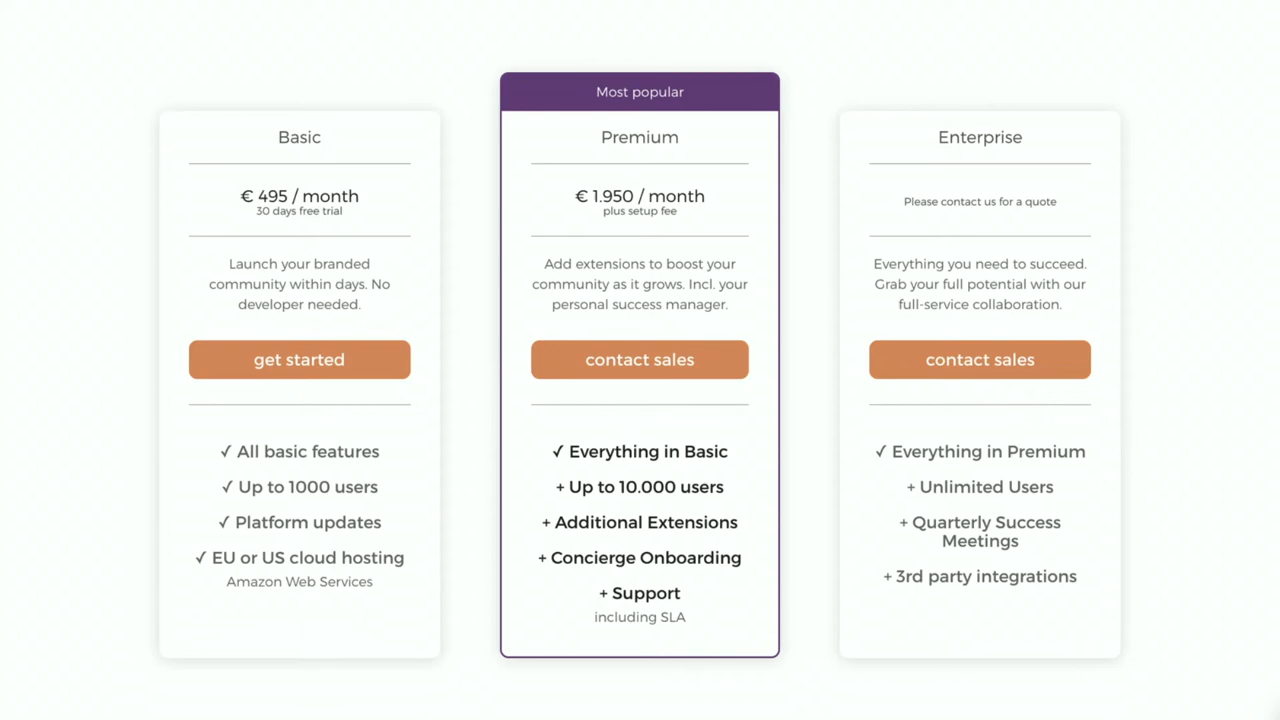 Basic
€ 495 / month
30 days free trial
Launch your branded
community within days. No
developer needed.
get started
✓ All basic features
✓ Up to 1000 users
✓ Platform updates
✓ EU or US cloud hosting
Amazon Web Services
Most popular
Premium
€ 1.950 / month
plus setup fee
Add extensions to boost your
community as it grows. Incl. your
personal success manager.
contact sales
✓ Everything in Basic
+ Up to 10.000 users
+ Additional Extensions
+ Concierge Onboarding
+ Support
including SLA
Enterprise
Please contact us for a quote
Everything you need to succeed.
Grab your full potential with our
full-service collaboration.
contact sales
✓ Everything in Premium
+ Unlimited Users
+ Quarterly Success
Meetings
+ 3rd party integrations